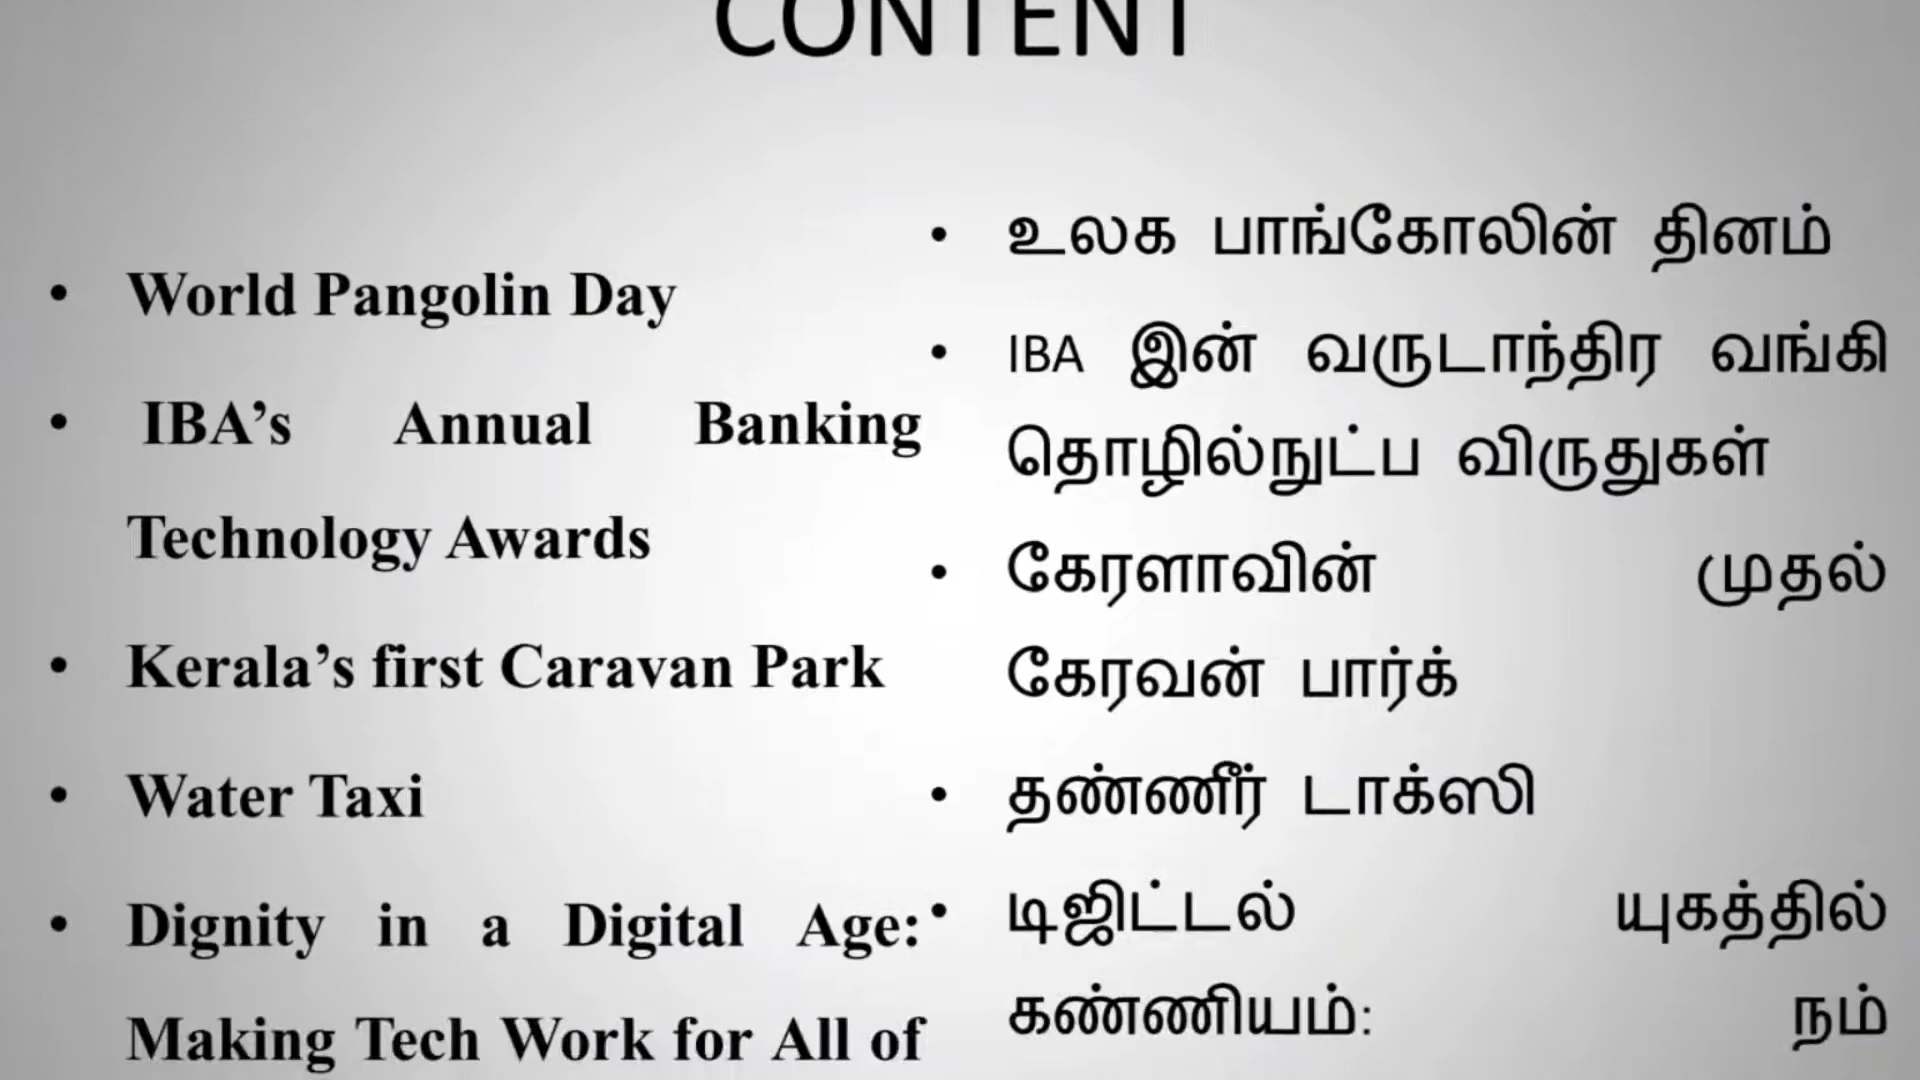 CONTENT
• World Pangolin Day
• IBA’s Annual Banking
Technology Awards
• Kerala’s first Caravan Park
• Water Taxi
• Dignity in a Digital Age:
Making Tech Work for All of
• உலக பாங்கோலின் தினம்
• IBA இன் வருடாந்திர வங்கி
தொழில்நுட்ப விருதுகள்
• கேரளாவின் முதல்
கேரவன் பார்க்
• தண்ணீர் டாக்ஸி
• டிஜிட்டல் யுகத்தில்
கண்ணியம்: நம்